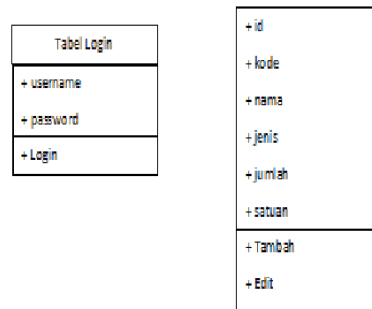 Tabel Login
+ username
+ password
+ Login
+ id
+ kode
+ nama
+ jenis
+ jumlah
+ satuan
+ Tambah
+ Edit